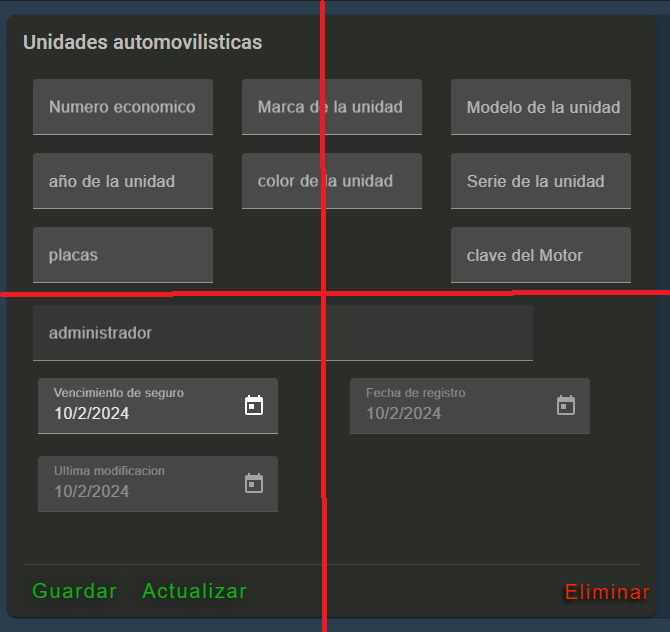 Unidades automovilisticas
Numero economico
Marca de la unidad
Modelo de la unidad
año de la unidad
color de la unidad
Serie de la unidad
placas
clave del Motor
administrador
Vencimiento de seguro
10/2/2024
Fecha de registro
10/2/2024
Ultima modificacion
10/2/2024
Guardar
Actualizar
Eliminar